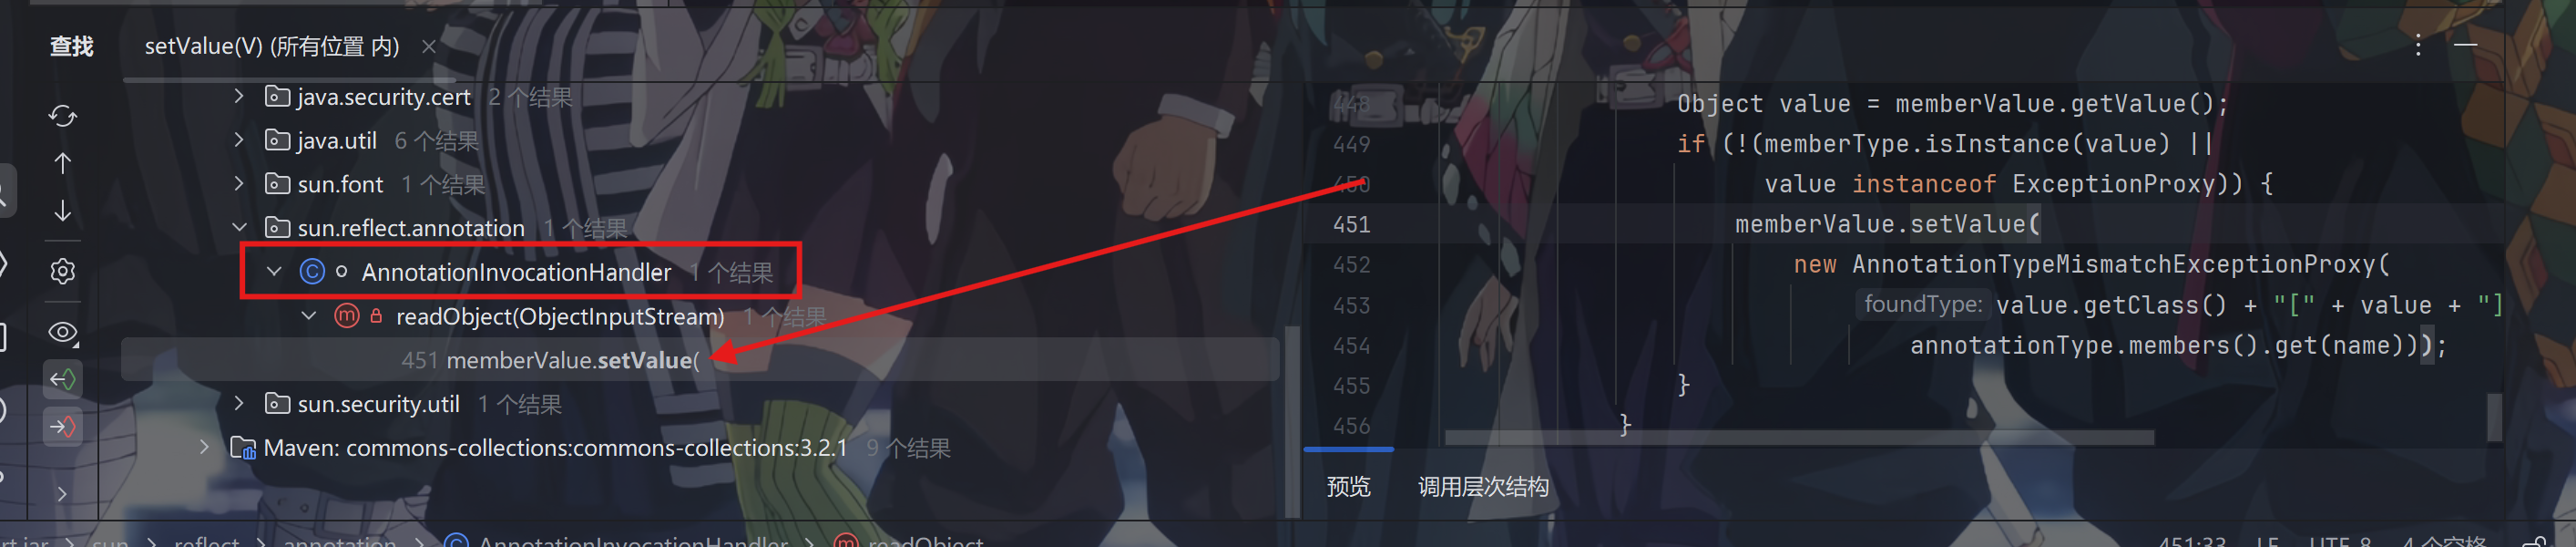 查找 setValue(V) (所有位置 内) ×
java.security.cert 2 个结果
java.util 6 个结果
sun.font 1 个结果
sun.reflect.annotation 1 个结果
AnnotationInvocationHandler 1 个结果
readObject(ObjectInputStream) 1 个结果
451 memberValue.setValue(
sun.security.util 1 个结果
Maven: commons-collections:commons-collections:3.2.1 9 个结果
448 Object value = memberValue.getValue();
449 if (!(memberType.isInstance(value) ||
450 value instanceof ExceptionProxy)) {
451 memberValue.setValue(
452 new AnnotationTypeMismatchExceptionProxy(
453 foundType: value.getClass() + "[" + value + "]
454 annotationType.members().get(name)));
455 }
456 }
预览 调用层次结构
rt.jar > sun > reflect > annotation > AnnotationInvocationHandler > readObject 451:33 LF UTF-8 4 个空格